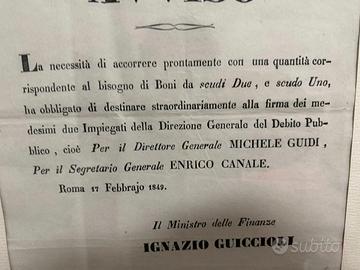 AVVISO
La necessità di accorrere prontamente con una quantità cor-
rispondente al bisogno di Boni da scudi Due, e scudo Uno,
ha obbligato di destinare straordinariamente alla firma dei me-
desimi due Impiegati della Direzione Generale del Debito Pub-
blico, cioè Per il Direttore Generale MICHELE GUIDI,
Per il Segretario Generale ENRICO CANALE.
Roma 17 Febbrajo 1849.
Il Ministro delle Finanze
IGNAZIO GUICCIOLI
subito